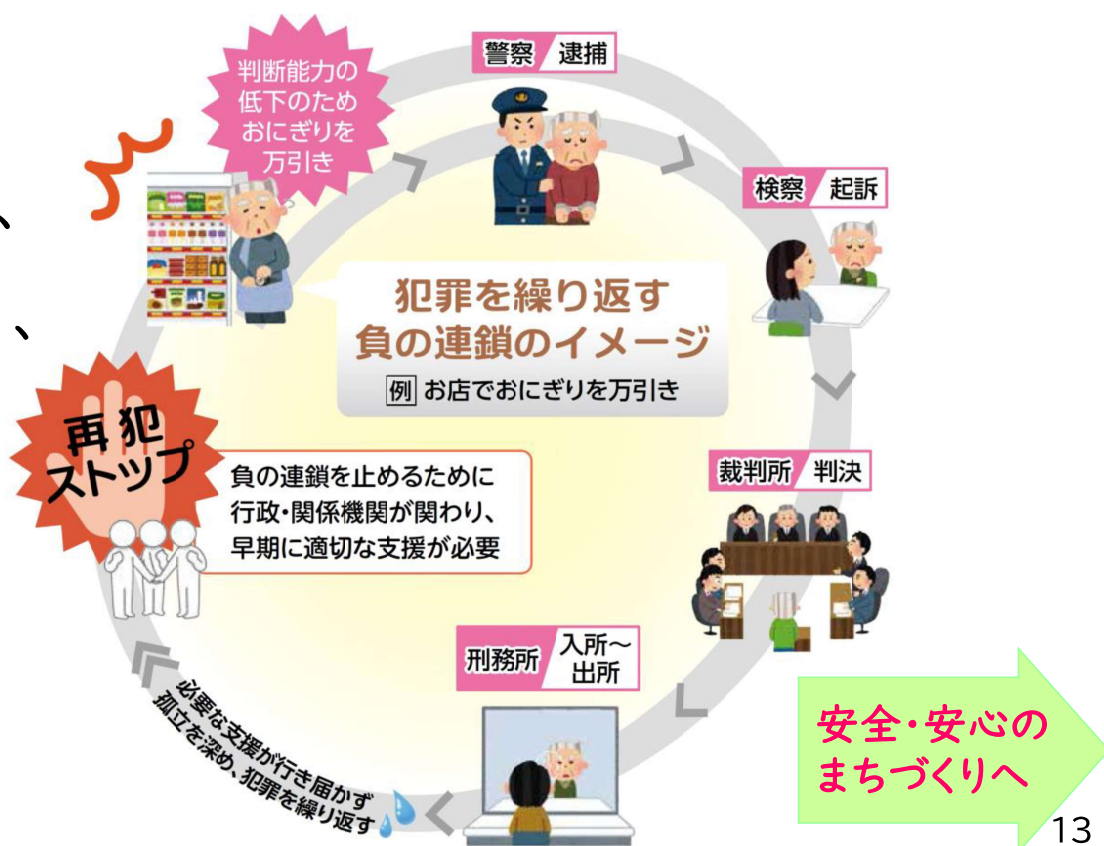 判断能力の
低下のため
おにぎりを
万引き
警察 逮捕
検察 起訴
、
、
犯罪を繰り返す
負の連鎖のイメージ
例 お店でおにぎりを万引き
再犯
ストップ
負の連鎖を止めるために
行政・関係機関が関わり、
早期に適切な支援が必要
裁判所 判決
刑務所 入所～
出所
必要な支援が行き届かず
孤立を深め、犯罪を繰り返す
安全・安心の
まちづくりへ
13